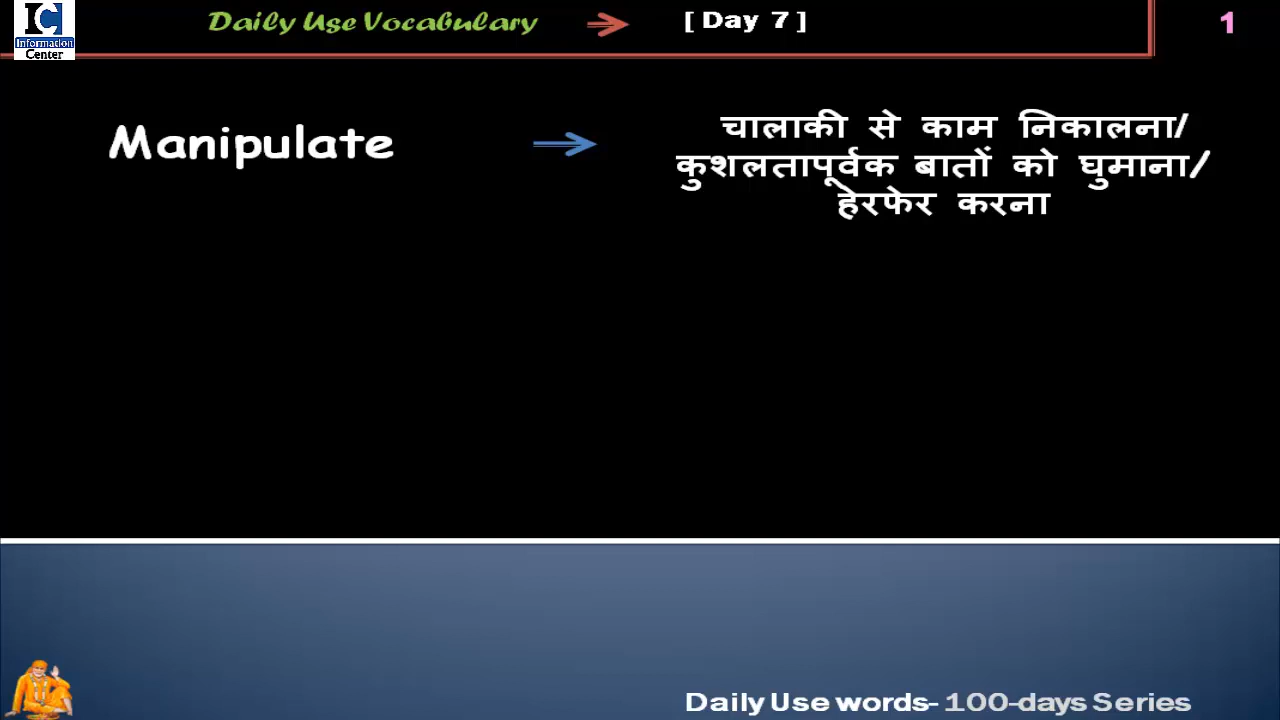 IC
Information
Center
Daily Use Vocabulary
[ Day 7 ]
1
Manipulate
चालाकी से काम निकालना/
कुशलतापूर्वक बातों को घुमाना/
हेरफेर करना
Daily Use words- 100-days Series